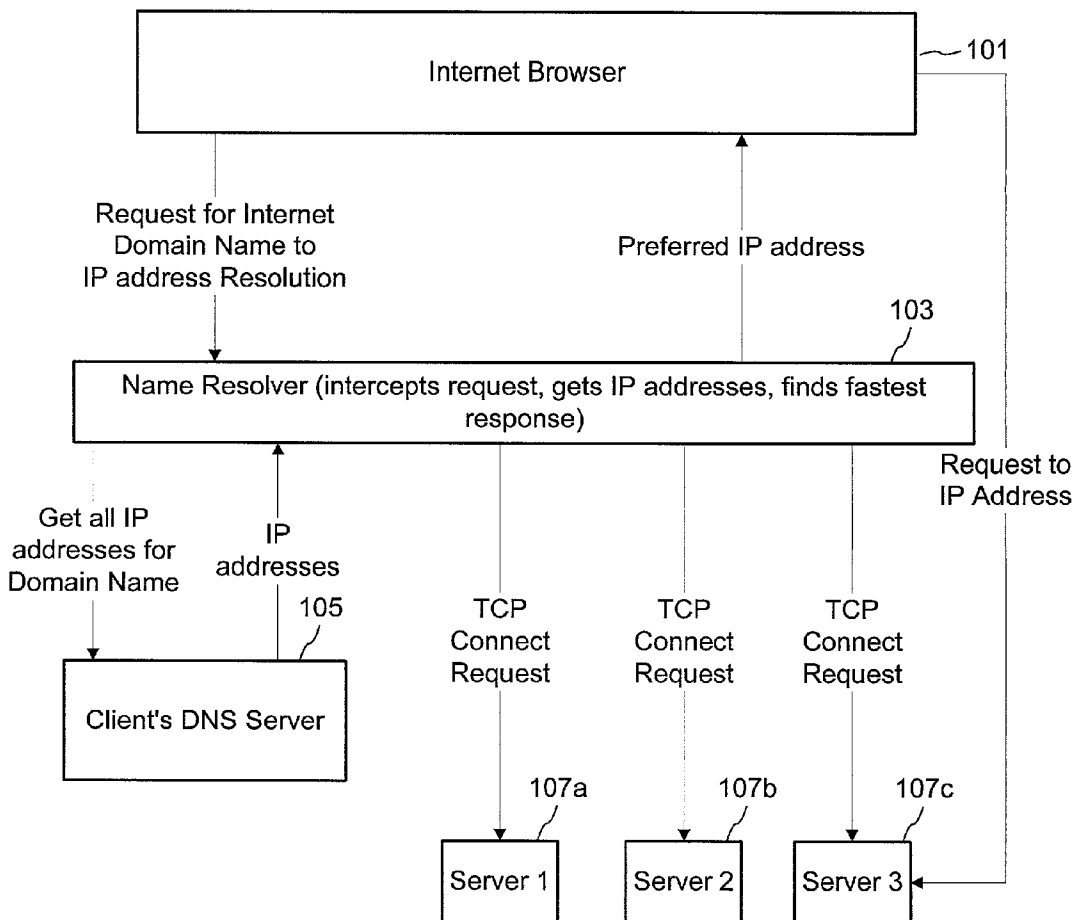 101
Internet Browser
Request for Internet
Domain Name to
IP address Resolution
Preferred IP address
103
Name Resolver (intercepts request, gets IP addresses, finds fastest
response)
Request to
IP Address
Get all IP
addresses for
Domain Name
IP
addresses
105
Client's DNS Server
TCP
Connect
Request
TCP
Connect
Request
TCP
Connect
Request
107a
107b
107c
Server 1
Server 2
Server 3